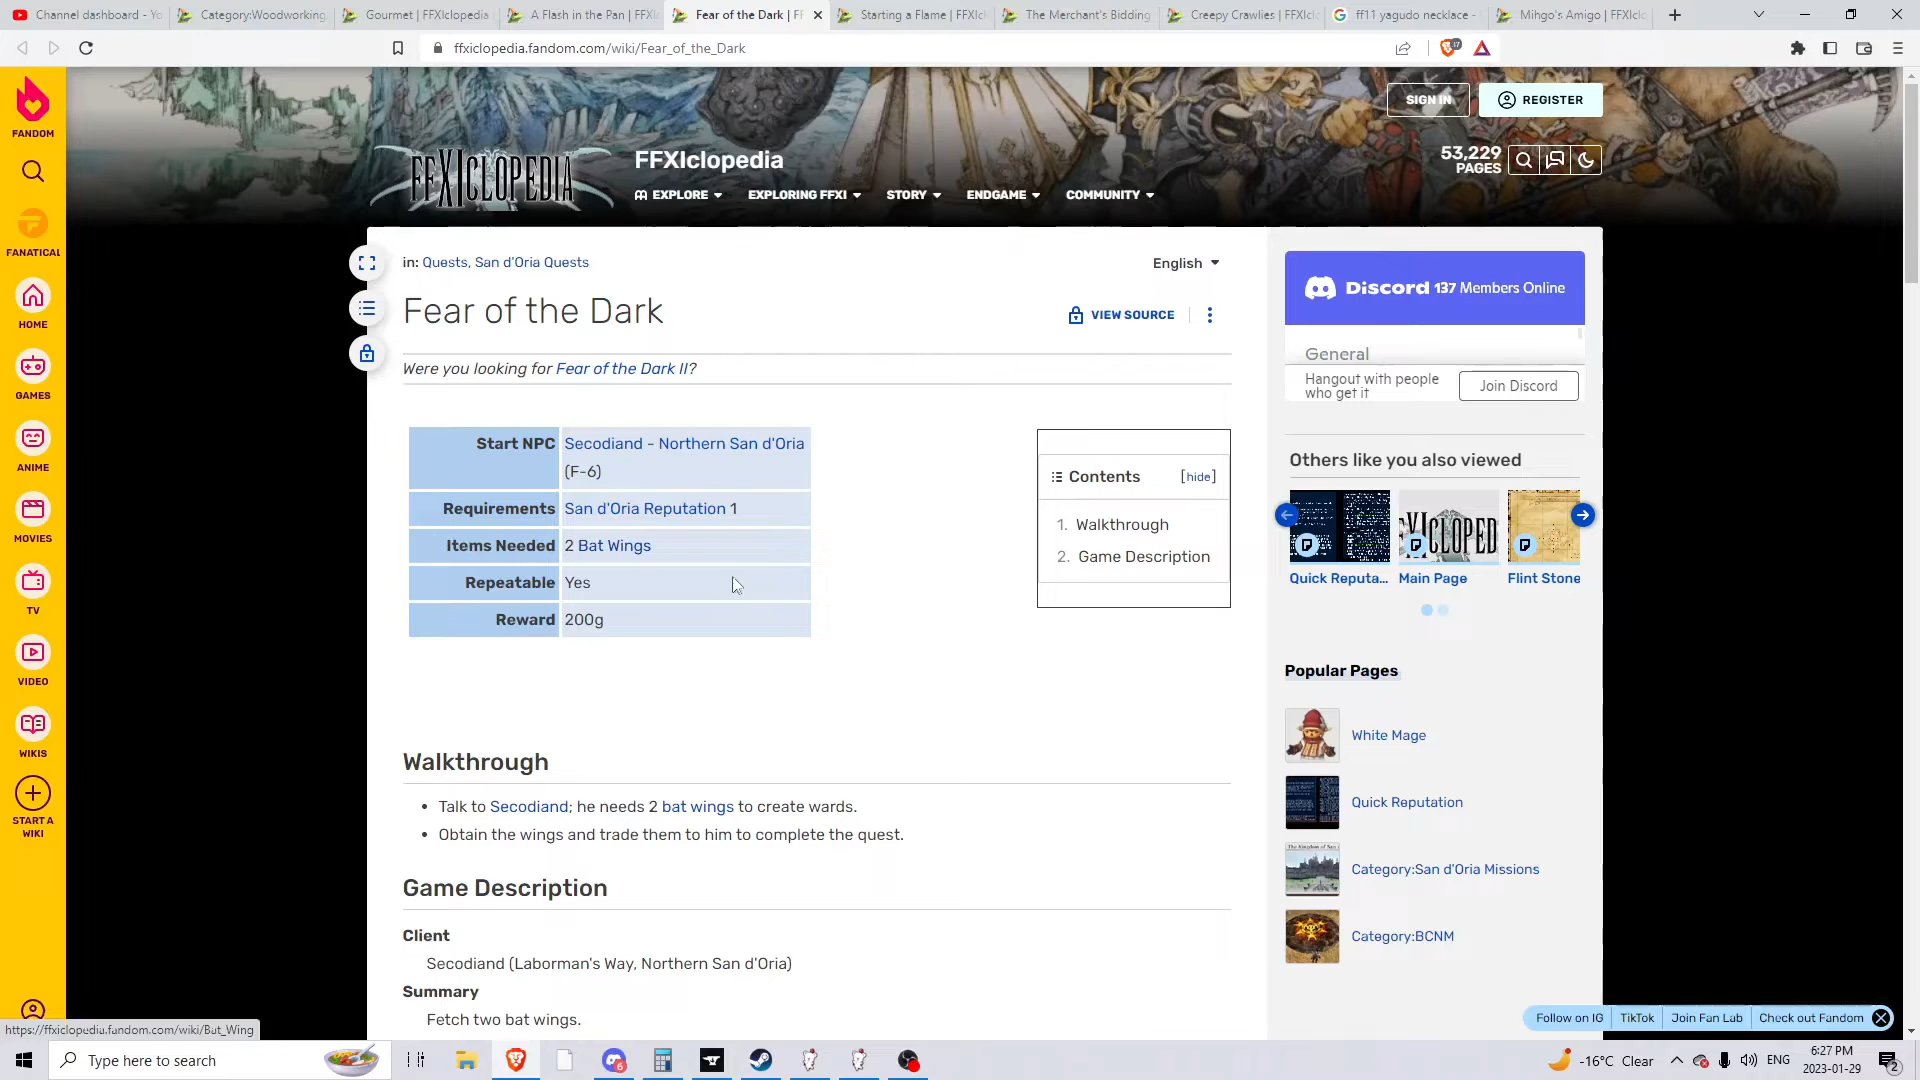 Channel dashboard - Yo
Category:Woodworking
Gourmet | FFXIclopedia
A Flash in the Pan | FFXI
Fear of the Dark | FF
Starting a Flame | FFXIcl
The Merchant's Bidding
Creepy Crawlies | FFXIcl
ff11 yagudo necklace -
Mihgo's Amigo | FFXIclo
ffxiclopedia.fandom.com/wiki/Fear_of_the_Dark
17
FANDOM
FANATICAL
HOME
GAMES
ANIME
MOVIES
TV
VIDEO
WIKIS
START A
WIKI
SIGN IN
REGISTER
FFXICLOPEDIA
FFXIclopedia
53,229
PAGES
EXPLORE
EXPLORING FFXI
STORY
ENDGAME
COMMUNITY
in: Quests, San d'Oria Quests
English
Fear of the Dark
VIEW SOURCE
Were you looking for Fear of the Dark II?
Start NPC Secodiand - Northern San d'Oria
(F-6)
Requirements San d'Oria Reputation 1
Items Needed 2 Bat Wings
Repeatable Yes
Reward 200g
Contents [hide]
1. Walkthrough
2. Game Description
Walkthrough
• Talk to Secodiand; he needs 2 bat wings to create wards.
• Obtain the wings and trade them to him to complete the quest.
Game Description
Client
Secodiand (Laborman's Way, Northern San d'Oria)
Summary
Fetch two bat wings.
Discord 137 Members Online
General
Hangout with people
who get it
Join Discord
Others like you also viewed
Quick Reputa...
Main Page
Flint Stone
Popular Pages
White Mage
Quick Reputation
Category:San d'Oria Missions
Category:BCNM
Follow on IG
TikTok
Join Fan Lab
Check out Fandom
https://ffxiclopedia.fandom.com/wiki/Bat_Wing
Type here to search
6
-16°C Clear
ENG
6:27 PM
2023-01-29
2